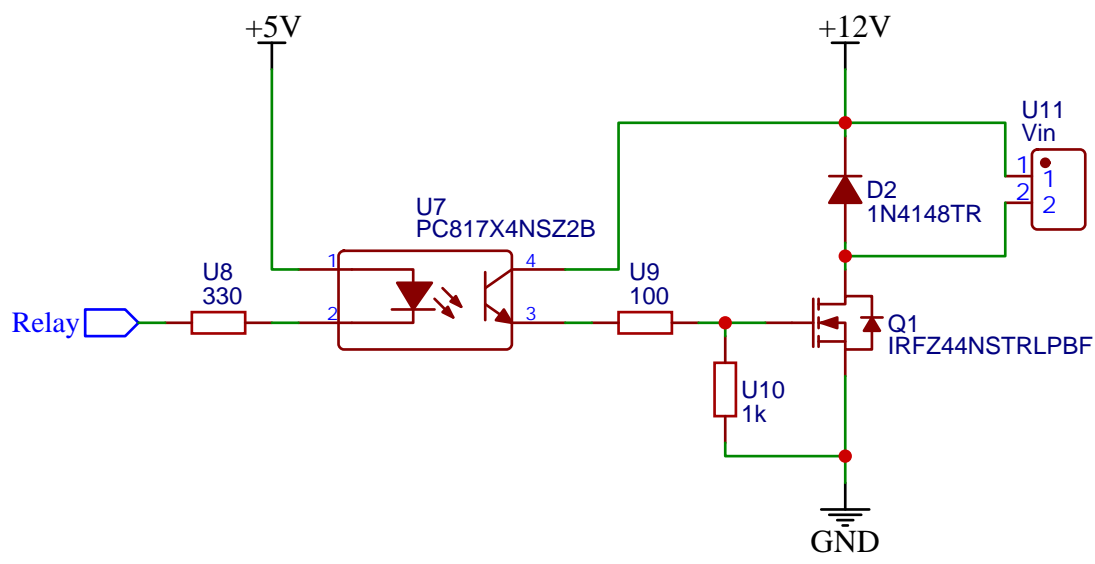 +5V
+12V
U11
Vin
1
1
2
2
D2
1N4148TR
U7
PC817X4NSZ2B
1
4
U8
330
U9
100
Relay
2
3
Q1
IRFZ44NSTRLPBF
U10
1k
GND